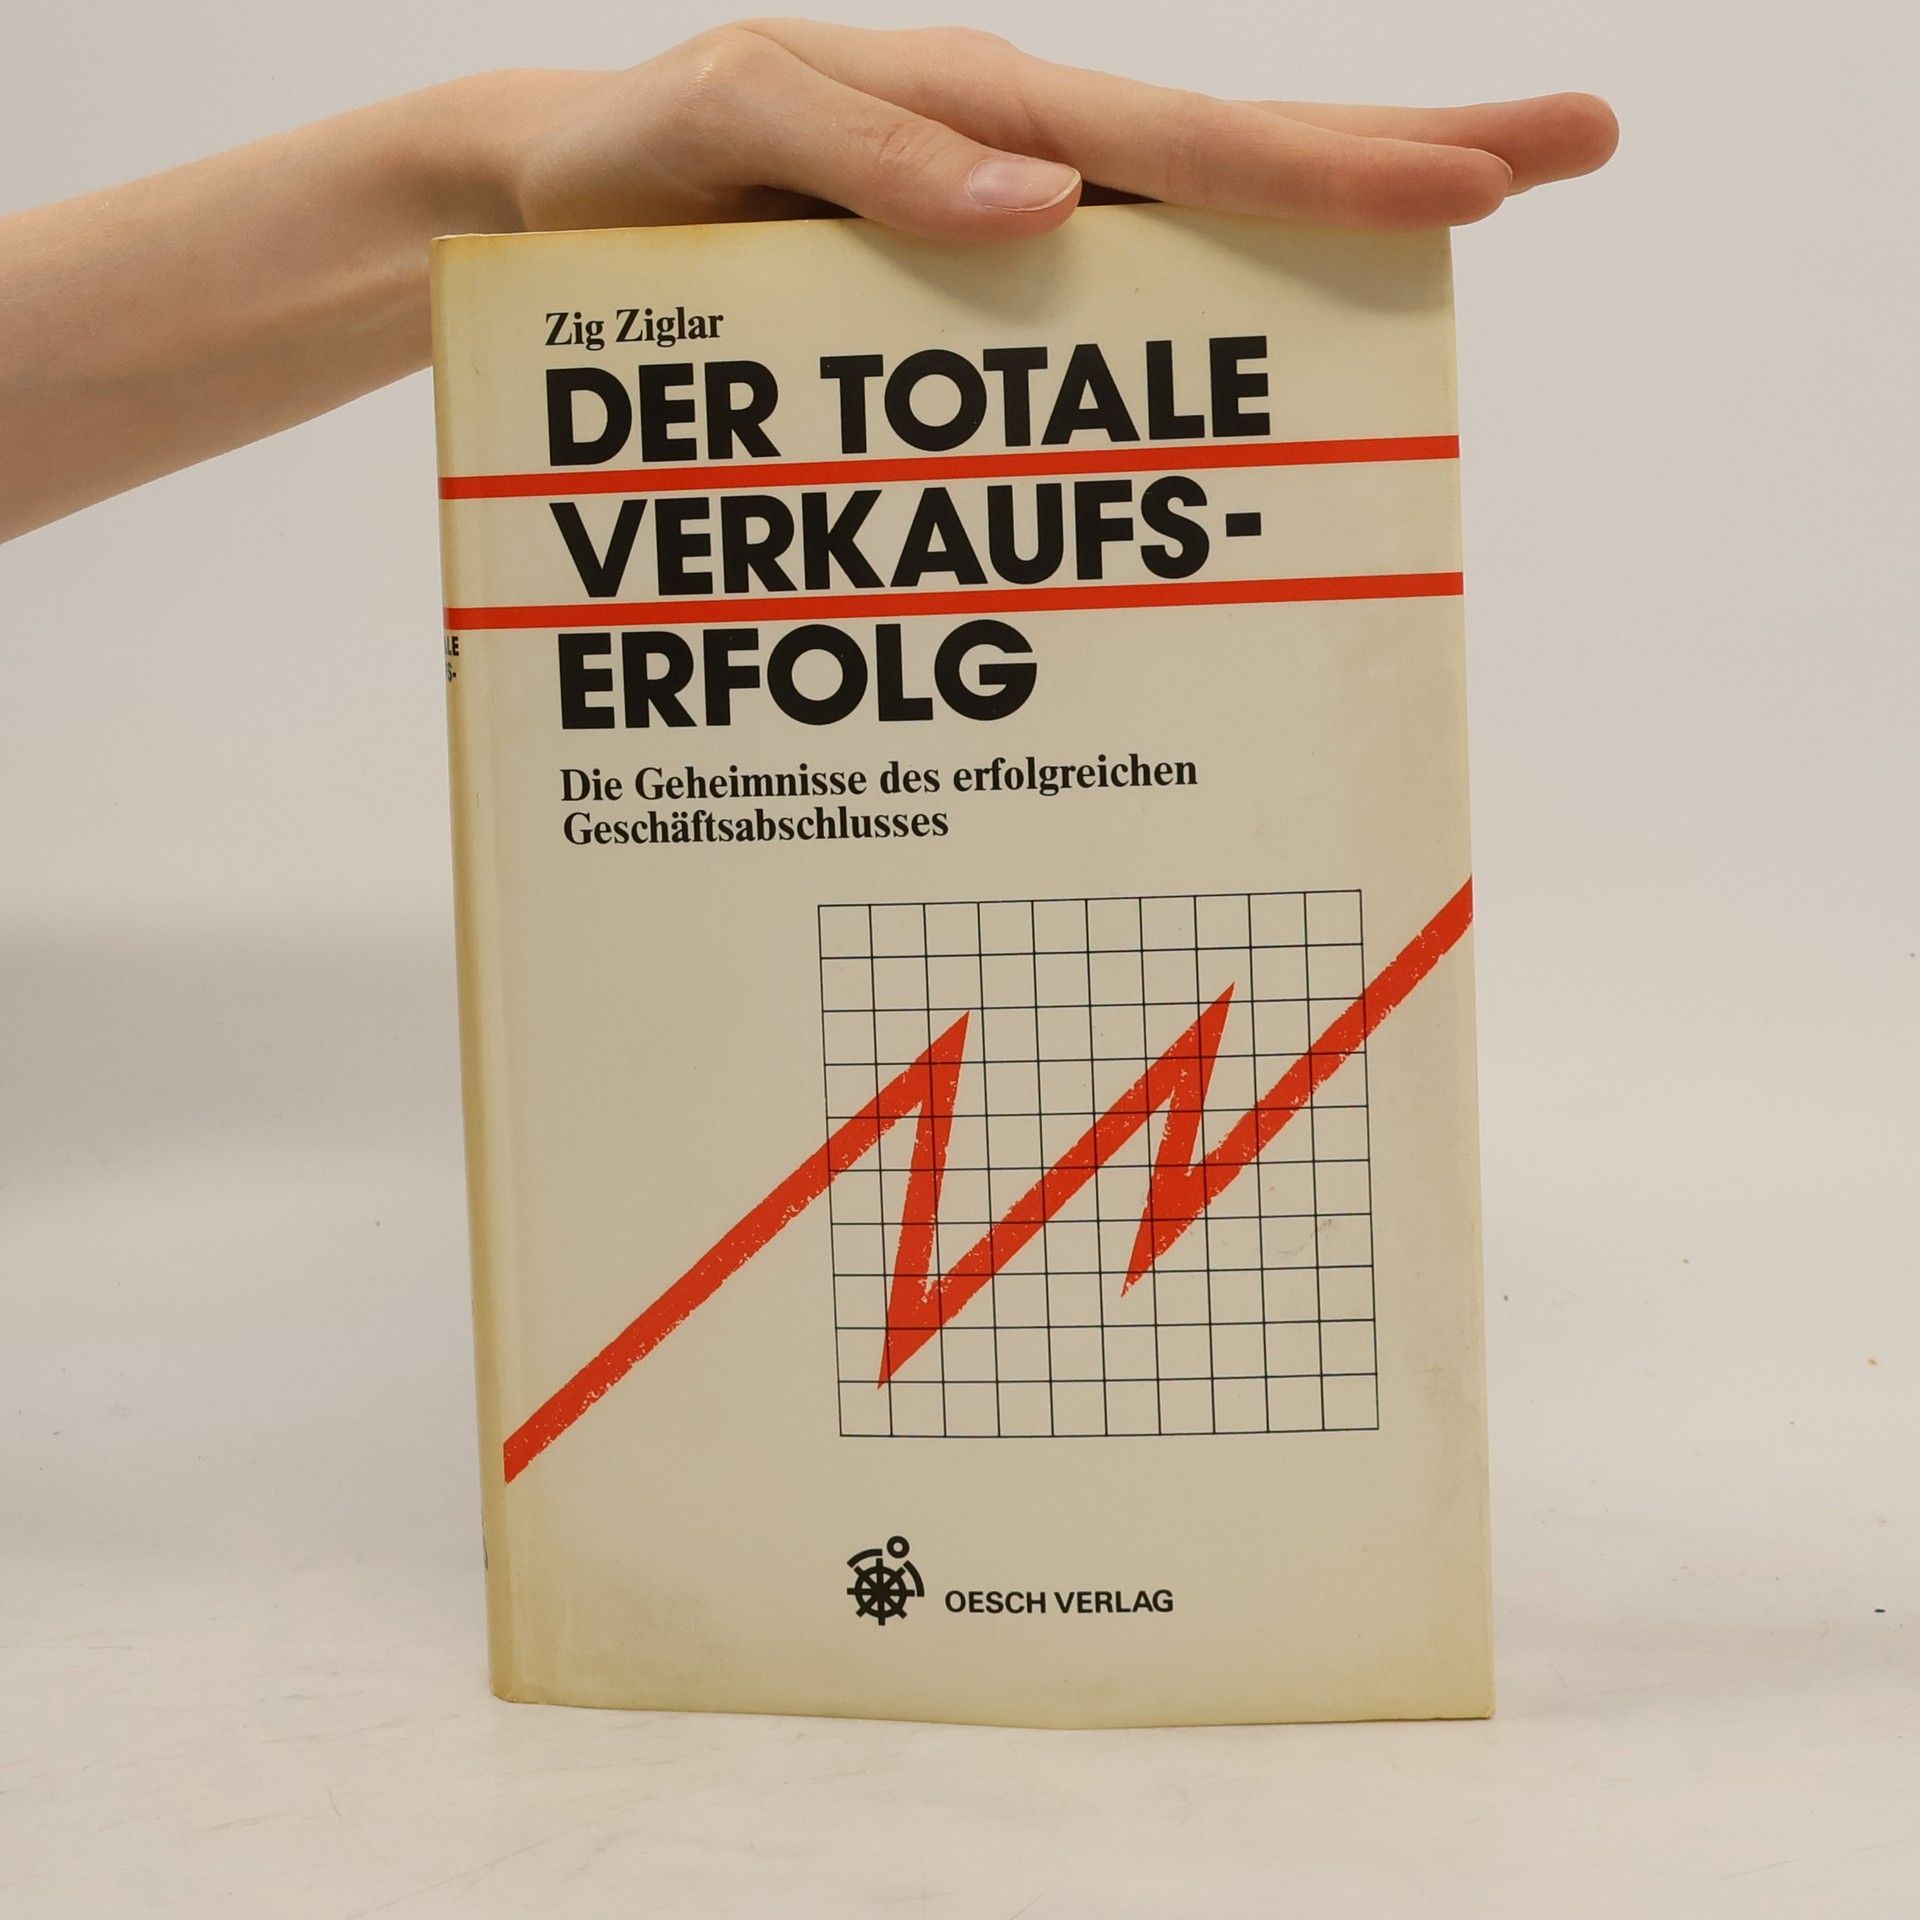 Zig Ziglar
DER TOTALE
VERKAUFS-
ERFOLG
Die Geheimnisse des erfolgreichen
Geschäftsabschlusses
OESCH VERLAG